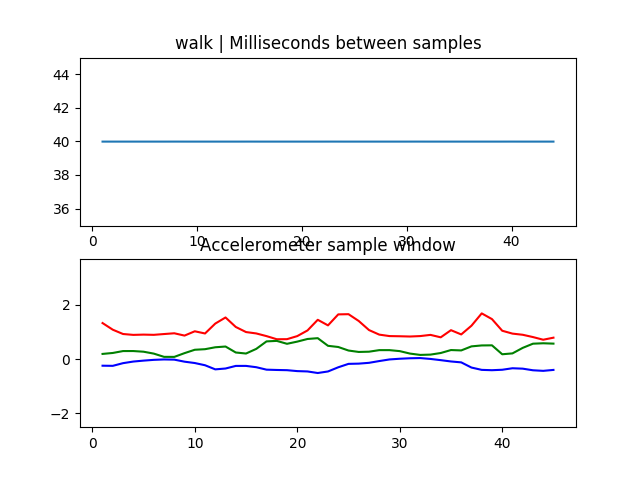 walk | Milliseconds between samples
44
42
40
38
36
0 10 20 30 40
Accelerometer sample window
2
0
−2
0 10 20 30 40